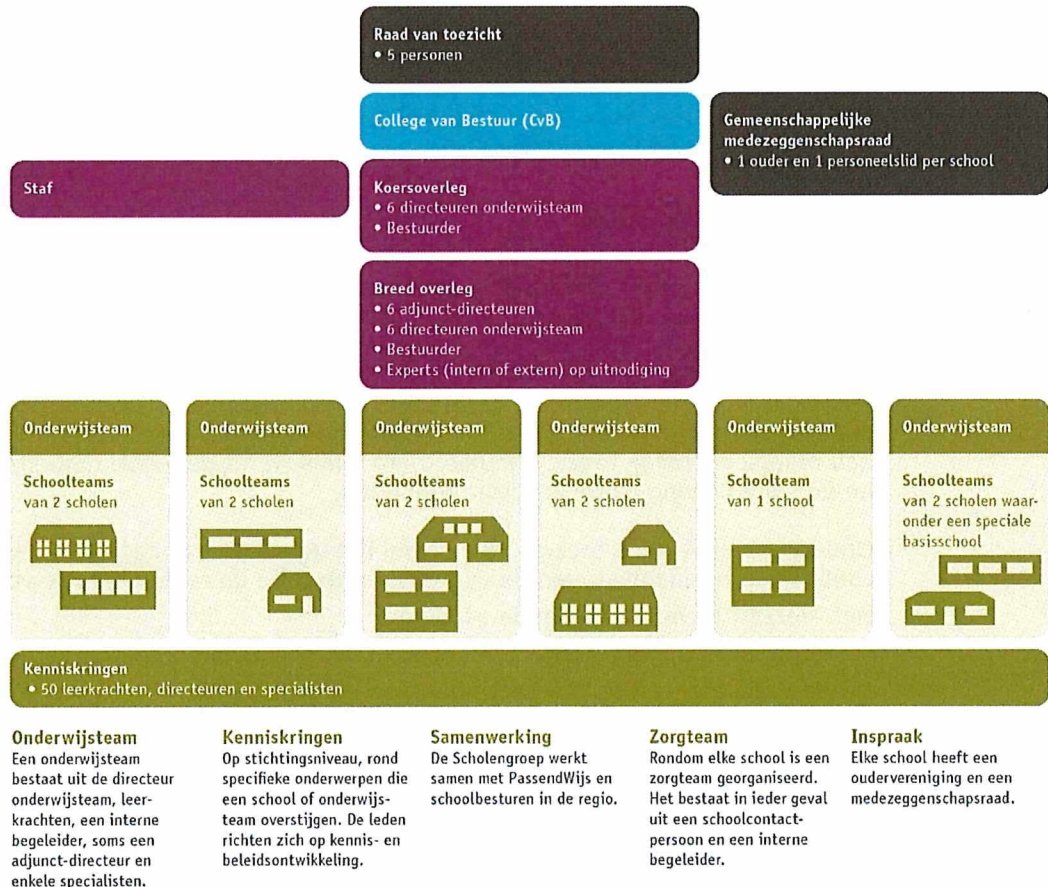 Raad van toezicht
• 5 personen
College van Bestuur (CvB)
Gemeenschappelijke
medezeggenschapsraad
• 1 ouder en 1 personeelslid per school
Staf
Koersoverleg
• 6 directeuren onderwijsteam
• Bestuurder
Breed overleg
• 6 adjunct-directeuren
• 6 directeuren onderwijsteam
• Bestuurder
• Experts (intern of extern) op uitnodiging
Onderwijsteam
Schoolteams
van 2 scholen
Onderwijsteam
Schoolteams
van 2 scholen
Onderwijsteam
Schoolteams
van 2 scholen
Onderwijsteam
Schoolteams
van 2 scholen
Onderwijsteam
Schoolteam
van 1 school
Onderwijsteam
Schoolteams
van 2 scholen waar-
onder een speciale
basisschool
Kenniskringen
• 50 leerkrachten, directeuren en specialisten
Onderwijsteam
Een onderwijsteam
bestaat uit de directeur
onderwijsteam, leer-
krachten, een interne
begeleider, soms een
adjunct-directeur en
enkele specialisten.
Kenniskringen
Op stichtingsniveau, rond
specifieke onderwerpen die
een school of onderwijs-
team overstijgen. De leden
richten zich op kennis- en
beleidsontwikkeling.
Samenwerking
De Scholengroep werkt
samen met PassendWijs en
schoolbesturen in de regio.
Zorgteam
Rondom elke school is een
zorgteam georganiseerd.
Het bestaat in ieder geval
uit een schoolcontact-
persoon en een interne
begeleider.
Inspraak
Elke school heeft een
oudervereniging en een
medezeggenschapsraad.